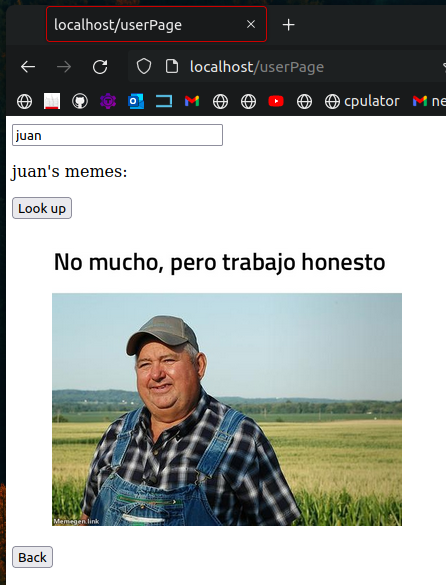 localhost/userPage
localhost/userPage
cpulator
ne
juan
juan's memes:
Look up
No mucho, pero trabajo honesto
Memegen.link
Back